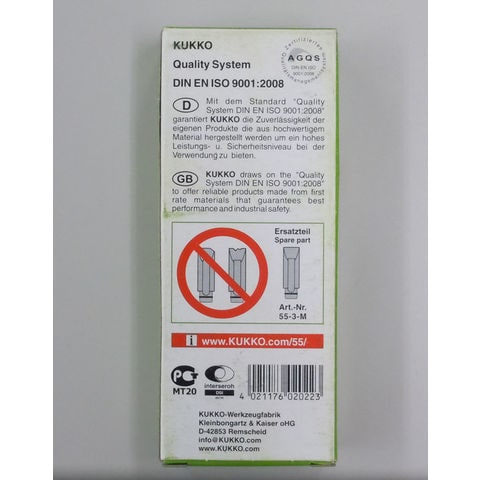 KUKKO
Quality System
DIN EN ISO 9001:2008
Zertifiziertes
Qualitätsmanagement
AGQS
DIN EN ISO
9001:2008
D Mit dem Standard "Quality
System DIN EN ISO 9001:2008"
garantiert KUKKO die Zuverlässigkeit der
eigenen Produkte die aus hochwertigem
Material hergestellt werden um ein hohes
Leistungs- u. Sicherheitsniveau bei der
Verwendung zu bieten.
GB KUKKO draws on the "Quality
System DIN EN ISO 9001:2008"
to offer reliable products made from first
rate materials that guarantees best
performance and industrial safety.
Ersatzteil
Spare part
Art.-Nr.
55-3-M
i www.KUKKO.com/55/
MT20
interseroh
DSI
4 021176 020223
KUKKO-Werkzeugfabrik
Kleinbongartz & Kaiser oHG
D-42853 Remscheid
info@KUKKO.com
www.KUKKO.com